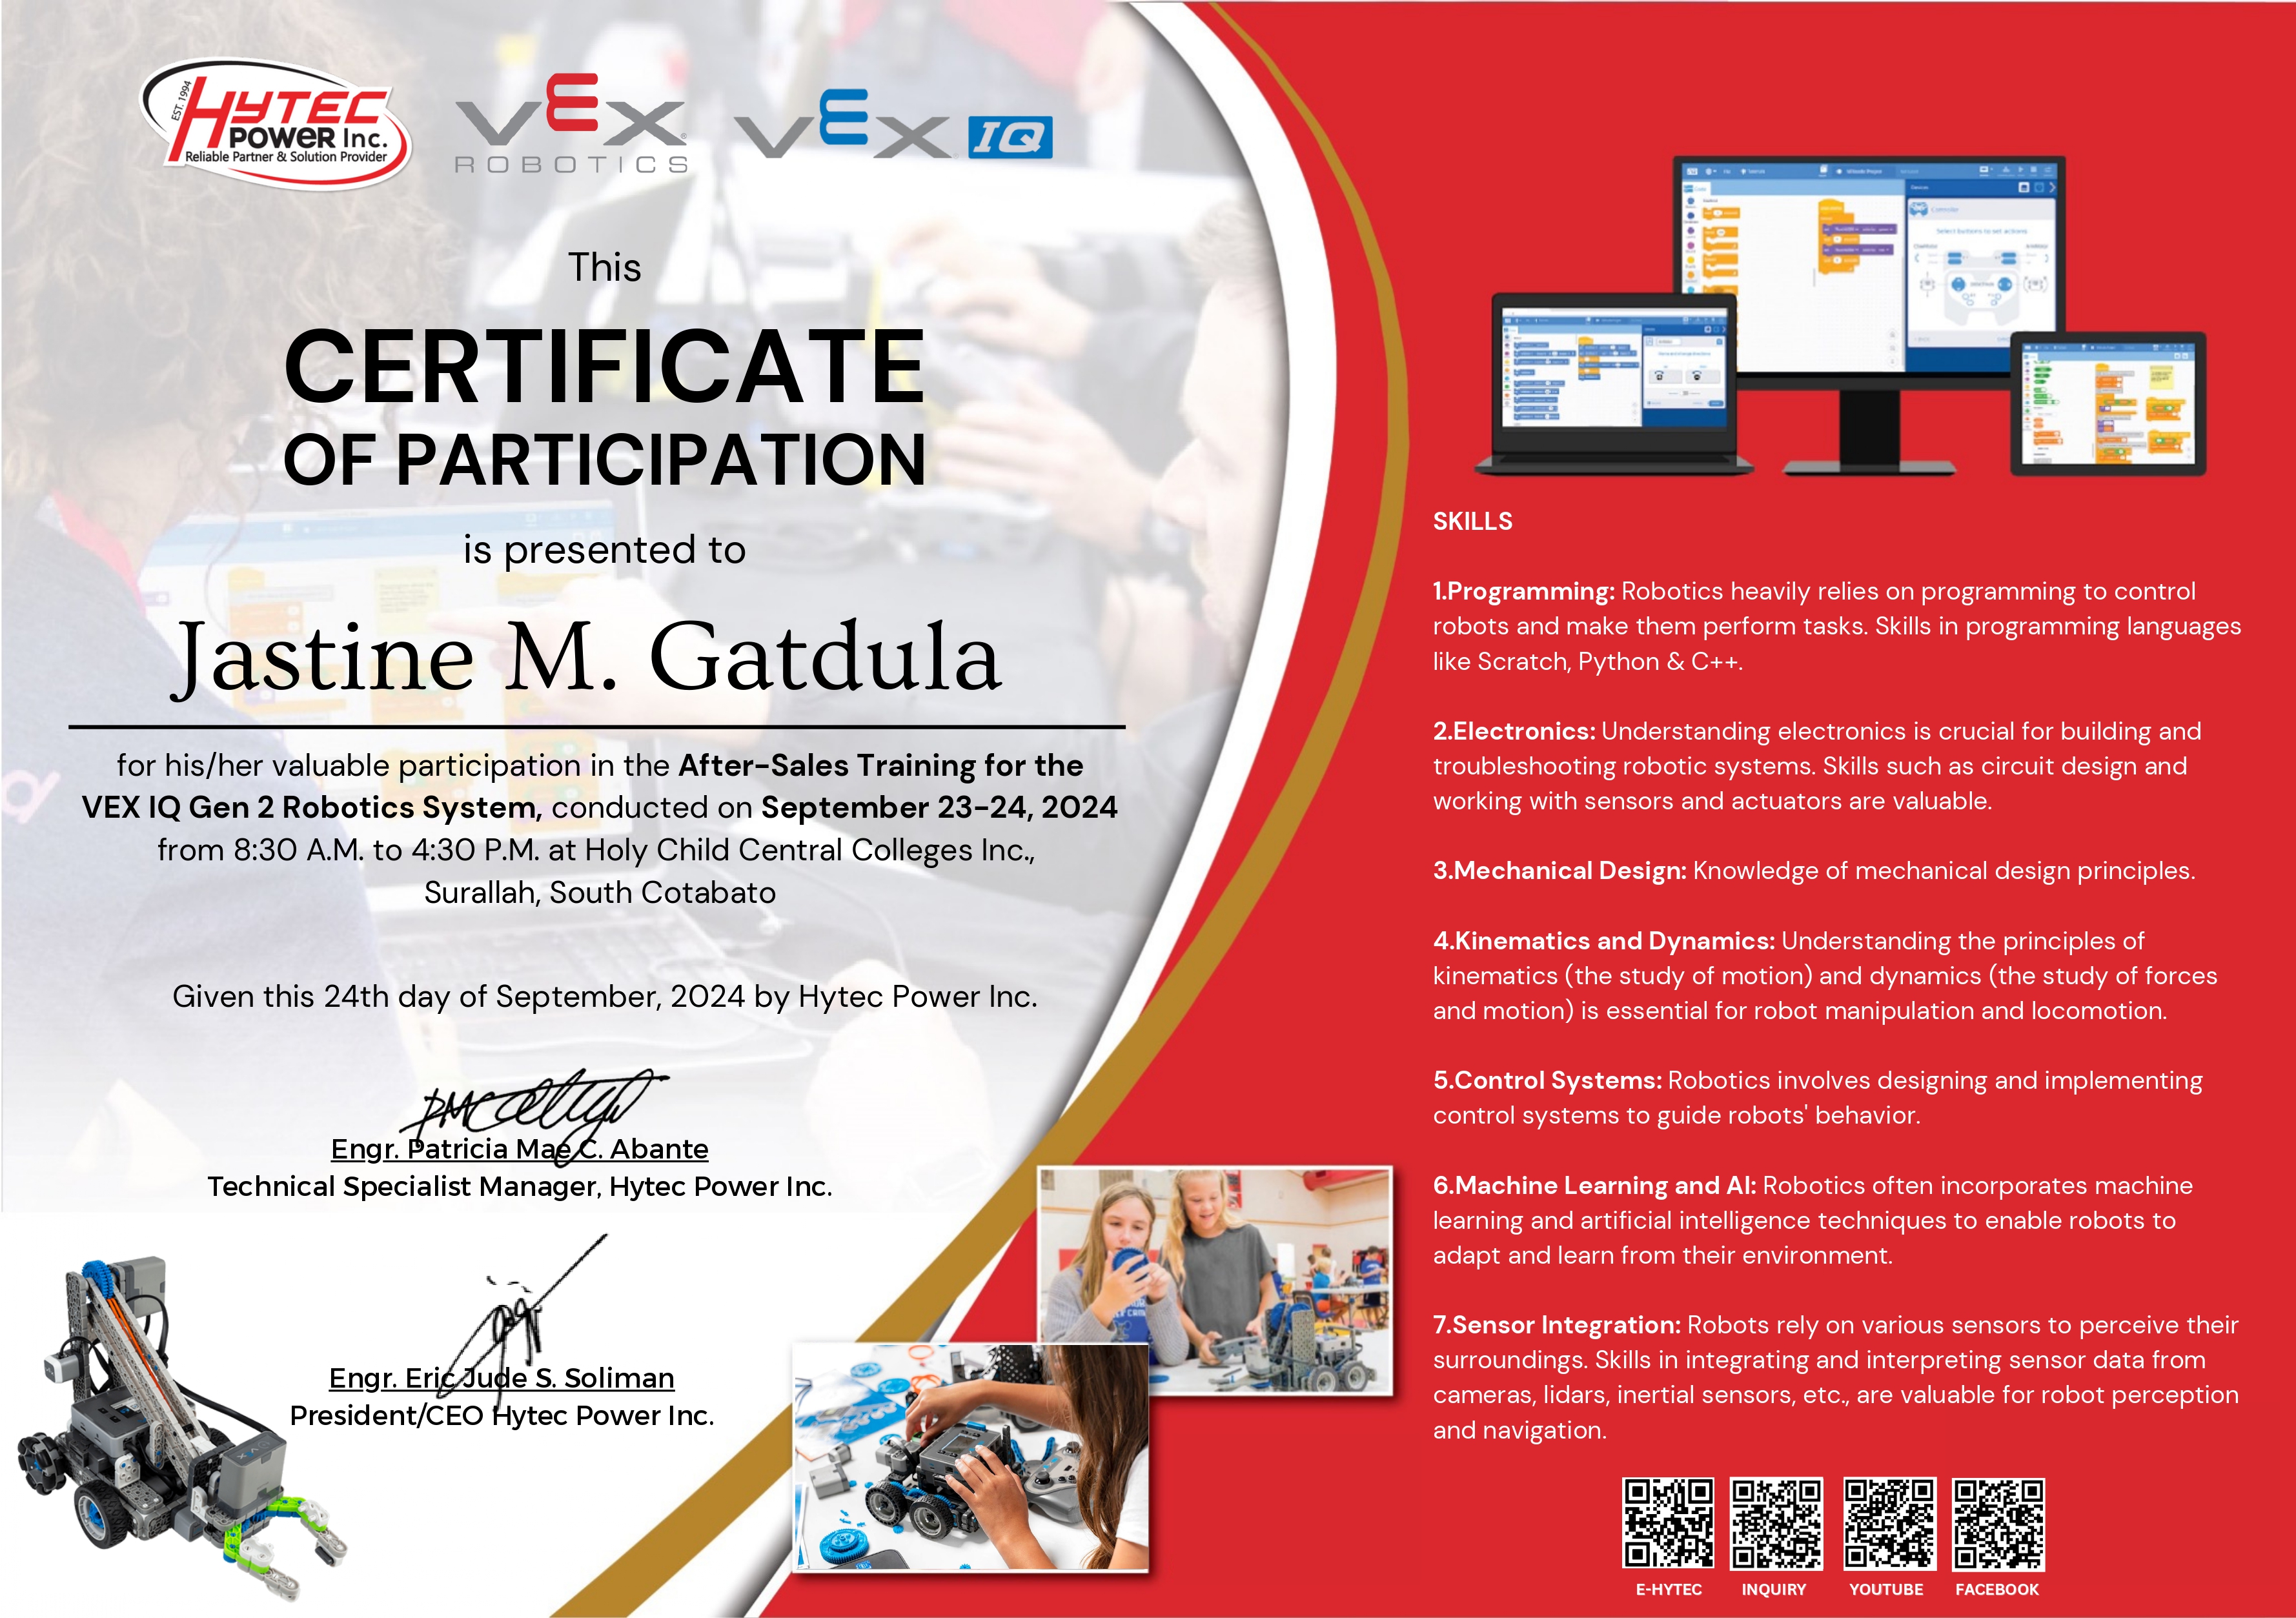 EST. 1994
HYTEC
POWER Inc.
Reliable Partner & Solution Provider
VEX
ROBOTICS
VEX IQ
This
CERTIFICATE
OF PARTICIPATION
is presented to
Jastine M. Gatdula
for his/her valuable participation in the After-Sales Training for the
VEX IQ Gen 2 Robotics System, conducted on September 23-24, 2024
from 8:30 A.M. to 4:30 P.M. at Holy Child Central Colleges Inc.,
Surallah, South Cotabato
Given this 24th day of September, 2024 by Hytec Power Inc.
Engr. Patricia Mae C. Abante
Technical Specialist Manager, Hytec Power Inc.
Engr. Eric Jude S. Soliman
President/CEO Hytec Power Inc.
Select buttons to set actions
SKILLS
1.Programming: Robotics heavily relies on programming to control
robots and make them perform tasks. Skills in programming languages
like Scratch, Python & C++.
2.Electronics: Understanding electronics is crucial for building and
troubleshooting robotic systems. Skills such as circuit design and
working with sensors and actuators are valuable.
3.Mechanical Design: Knowledge of mechanical design principles.
4.Kinematics and Dynamics: Understanding the principles of
kinematics (the study of motion) and dynamics (the study of forces
and motion) is essential for robot manipulation and locomotion.
5.Control Systems: Robotics involves designing and implementing
control systems to guide robots' behavior.
6.Machine Learning and AI: Robotics often incorporates machine
learning and artificial intelligence techniques to enable robots to
adapt and learn from their environment.
7.Sensor Integration: Robots rely on various sensors to perceive their
surroundings. Skills in integrating and interpreting sensor data from
cameras, lidars, inertial sensors, etc., are valuable for robot perception
and navigation.
E-HYTEC
INQUIRY
YOUTUBE
FACEBOOK